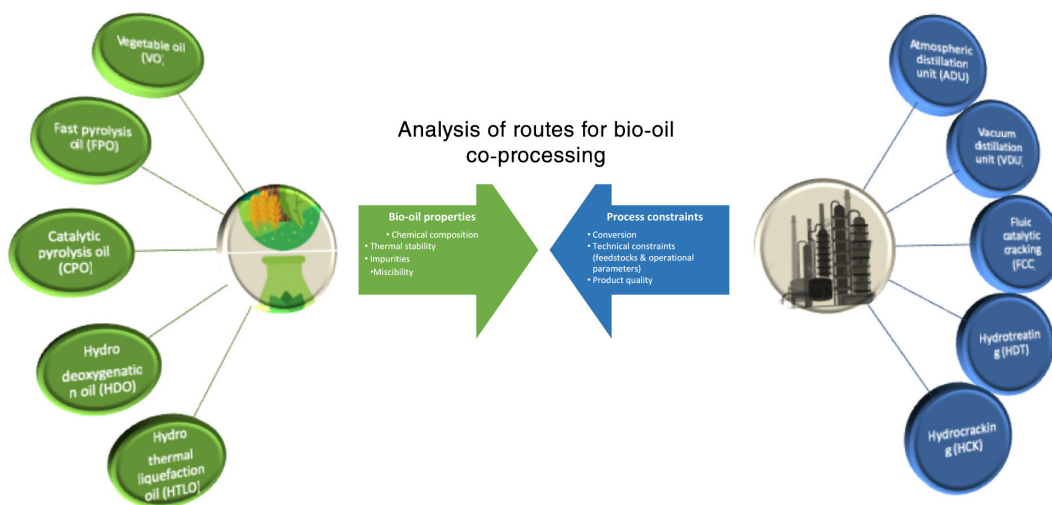 Vegetable oil
(VO)
Fast pyrolysis
oil (FPO)
Catalytic
pyrolysis oil
(CPO)
Hydro
deoxygenatio
n oil (HDO)
Hydro
thermal
liquefaction
oil (HTLO)
Analysis of routes for bio-oil
co-processing
Bio-oil properties
• Chemical composition
• Thermal stability
• Impurities
•Miscibility
Process constraints
• Conversion
• Technical constraints
(feedstocks & operational
parameters)
• Product quality
Atmospheric
distillation
unit (ADU)
Vacuum
distillation
unit (VDU)
Fluic
catalytic
cracking
(FCC)
Hydrotreatin
g (HDT)
Hydrocrackin
g (HCK)